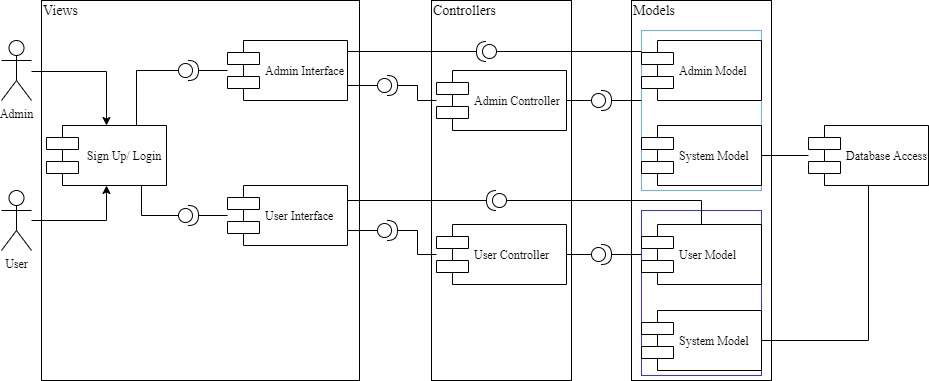 Views
Controllers
Models
Admin
Admin Interface
Admin Model
Admin Controller
Sign Up/ Login
System Model
Database Access
User Interface
User
User Controller
User Model
System Model